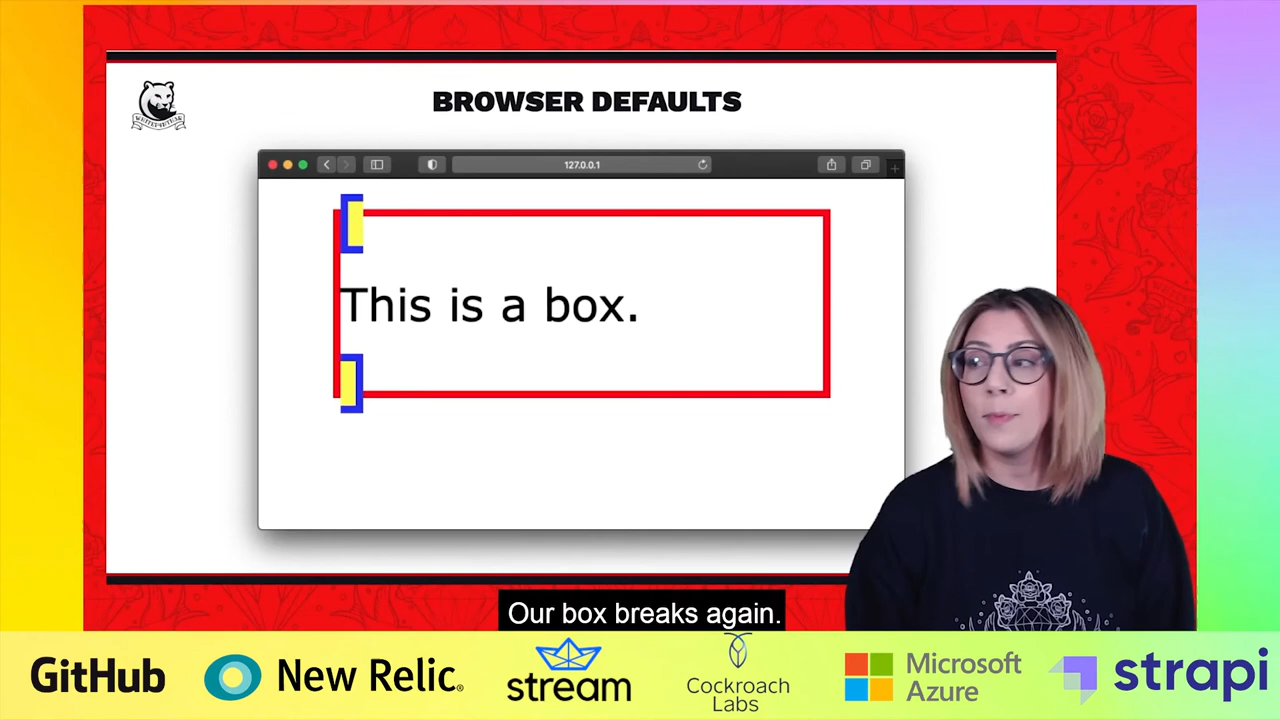 BROWSER DEFAULTS
127.0.0.1
This is a box.
Our box breaks again.
GitHub
New Relic®
stream
Cockroach
Labs
Microsoft
Azure
strapi